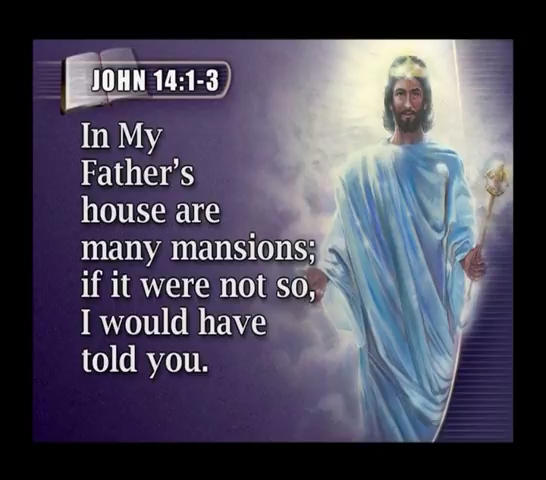 JOHN 14:1-3
In My
Father's
house are
many mansions;
if it were not so,
I would have
told you.